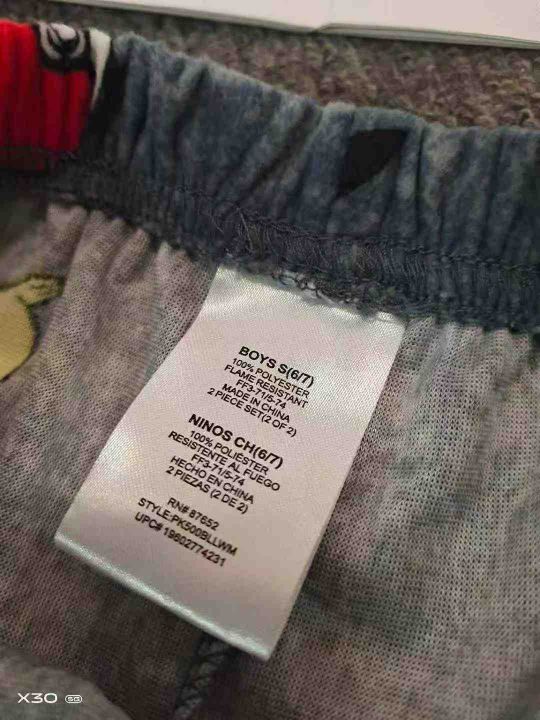 BOYS S(6/7)
100% POLYESTER
FLAME RESISTANT
FF3-71/5-74
MADE IN CHINA
2 PIECE SET(2 OF 2)
NINOS CH(6/7)
100% POLIESTER
RESISTENTE AL FUEGO
FF3-71/5-74
HECHO EN CHINA
2 PIEZAS (2 DE 2)
RN# 87652
STYLE:PK500BLLWM
UPC# 19602774231
X30 5G